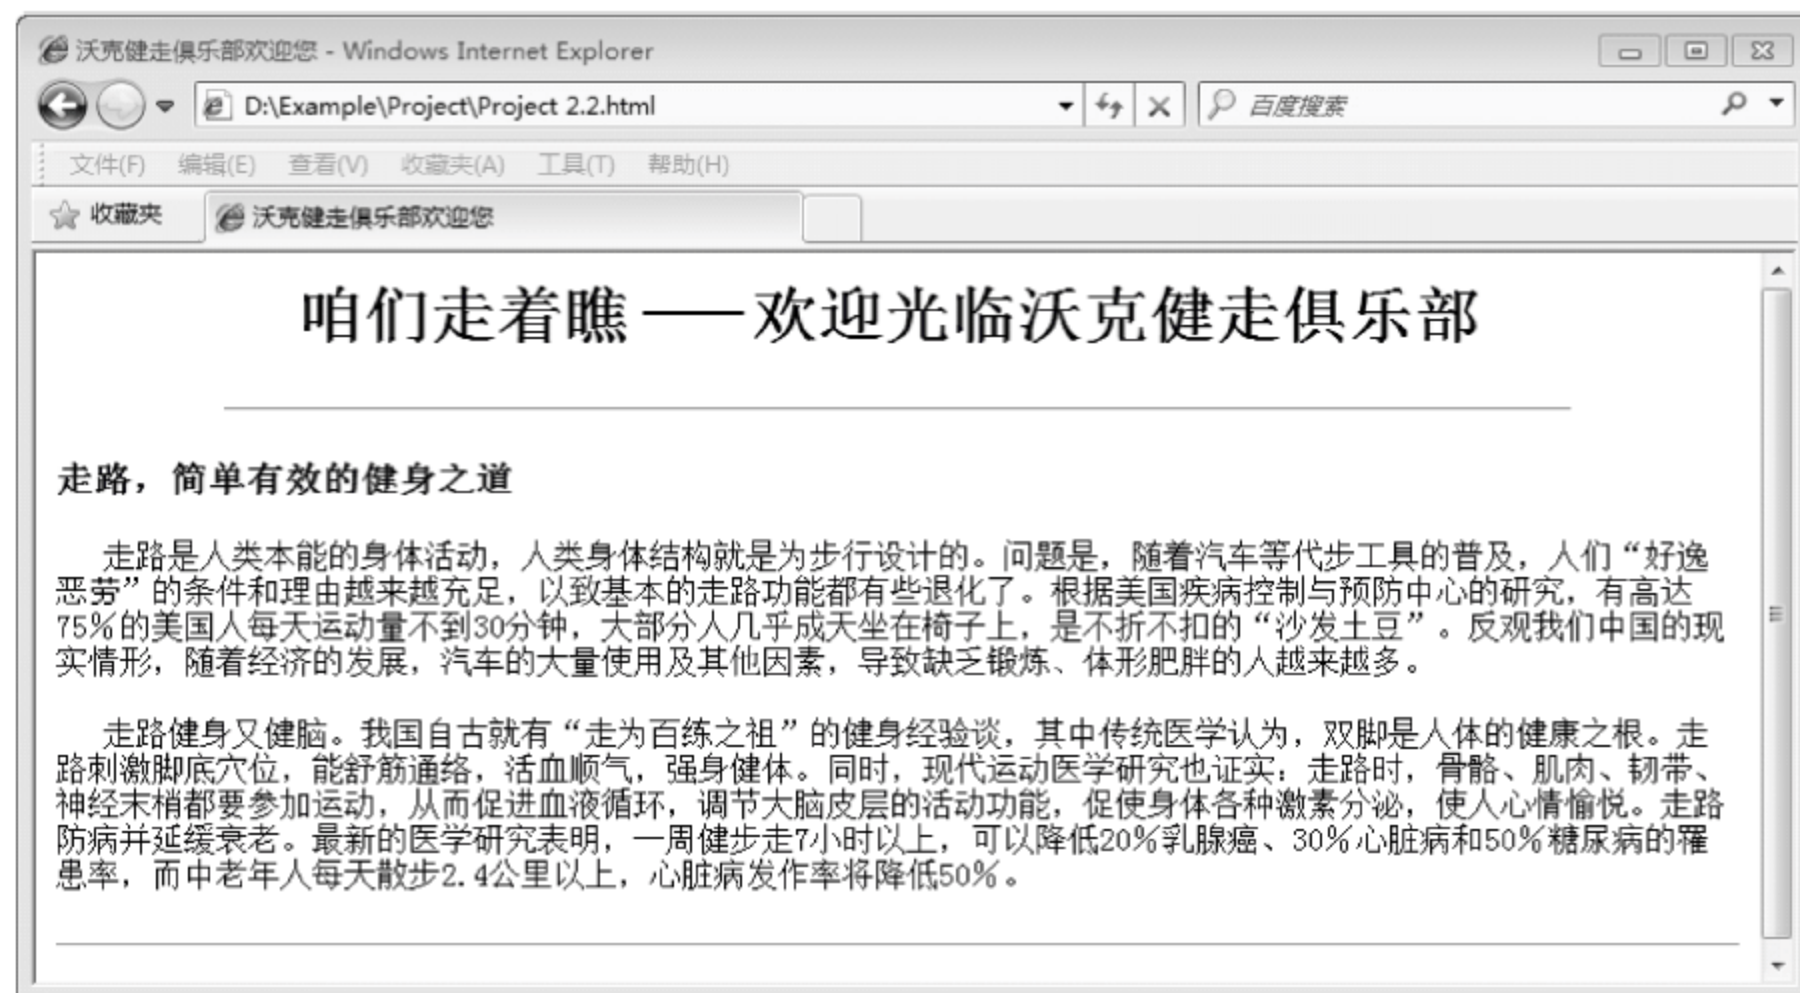 沃克健走俱乐部欢迎您 - Windows Internet Explorer
D:\Example\Project\Project 2.2.html
百度搜索
文件(F) 编辑(E) 查看(V) 收藏夹(A) 工具(T) 帮助(H)
收藏夹 沃克健走俱乐部欢迎您
咱们走着瞧——欢迎光临沃克健走俱乐部
走路，简单有效的健身之道
走路是人类本能的身体活动，人类身体结构就是为步行设计的。问题是，随着汽车等代步工具的普及，人们“好逸
恶劳”的条件和理由越来越充足，以致基本的走路功能都有些退化了。根据美国疾病控制与预防中心的研究，有高达
75%的美国人每天运动量不到30分钟，大部分人几乎成天坐在椅子上，是不折不扣的“沙发土豆”。反观我们中国的现
实情形，随着经济的发展，汽车的大量使用及其他因素，导致缺乏锻炼、体形肥胖的人越来越多。
走路健身又健脑。我国自古就有“走为百练之祖”的健身经验谈，其中传统医学认为，双脚是人体的健康之根。走
路刺激脚底穴位，能舒筋通络，活血顺气，强身健体。同时，现代运动医学研究也证实：走路时，骨骼、肌肉、韧带、
神经末梢都要参加运动，从而促进血液循环，调节大脑皮层的活动功能，促使身体各种激素分泌，使人心情愉悦。走路
防病并延缓衰老。最新的医学研究表明，一周健步走7小时以上，可以降低20%乳腺癌、30%心脏病和50%糖尿病的罹
患率，而中老年人每天散步2.4公里以上，心脏病发作率将降低50%。